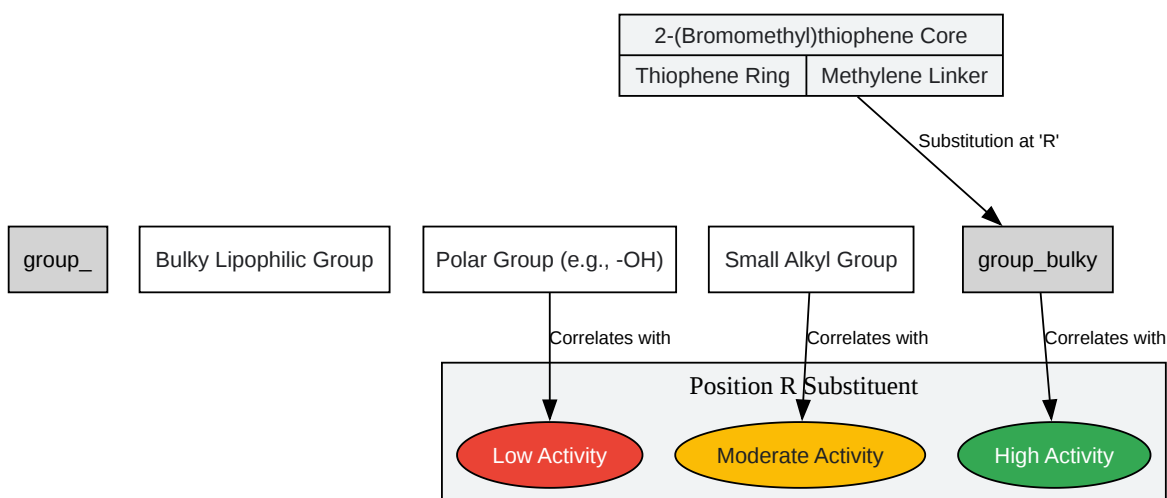 2-(Bromomethyl)thiophene Core
Thiophene Ring
Methylene Linker
Substitution at 'R'
group_
Bulky Lipophilic Group
Polar Group (e.g., -OH)
Small Alkyl Group
group_bulky
Correlates with
Correlates with
Correlates with
Position R Substituent
Low Activity
Moderate Activity
High Activity